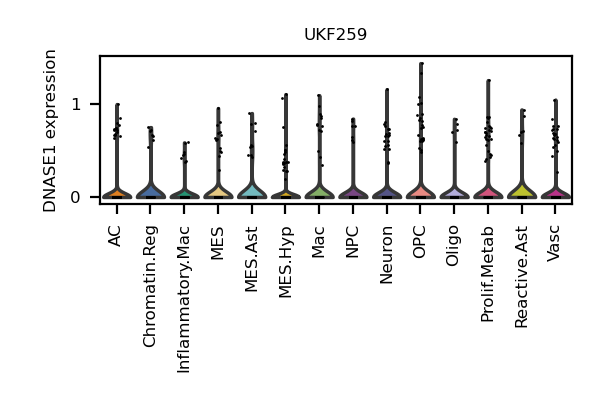 UKF259
DNASE1 expression
1
0
AC
Chromatin.Reg
Inflammatory.Mac
MES
MES.Ast
MES.Hyp
Mac
NPC
Neuron
OPC
Oligo
Prolif.Metab
Reactive.Ast
Vasc